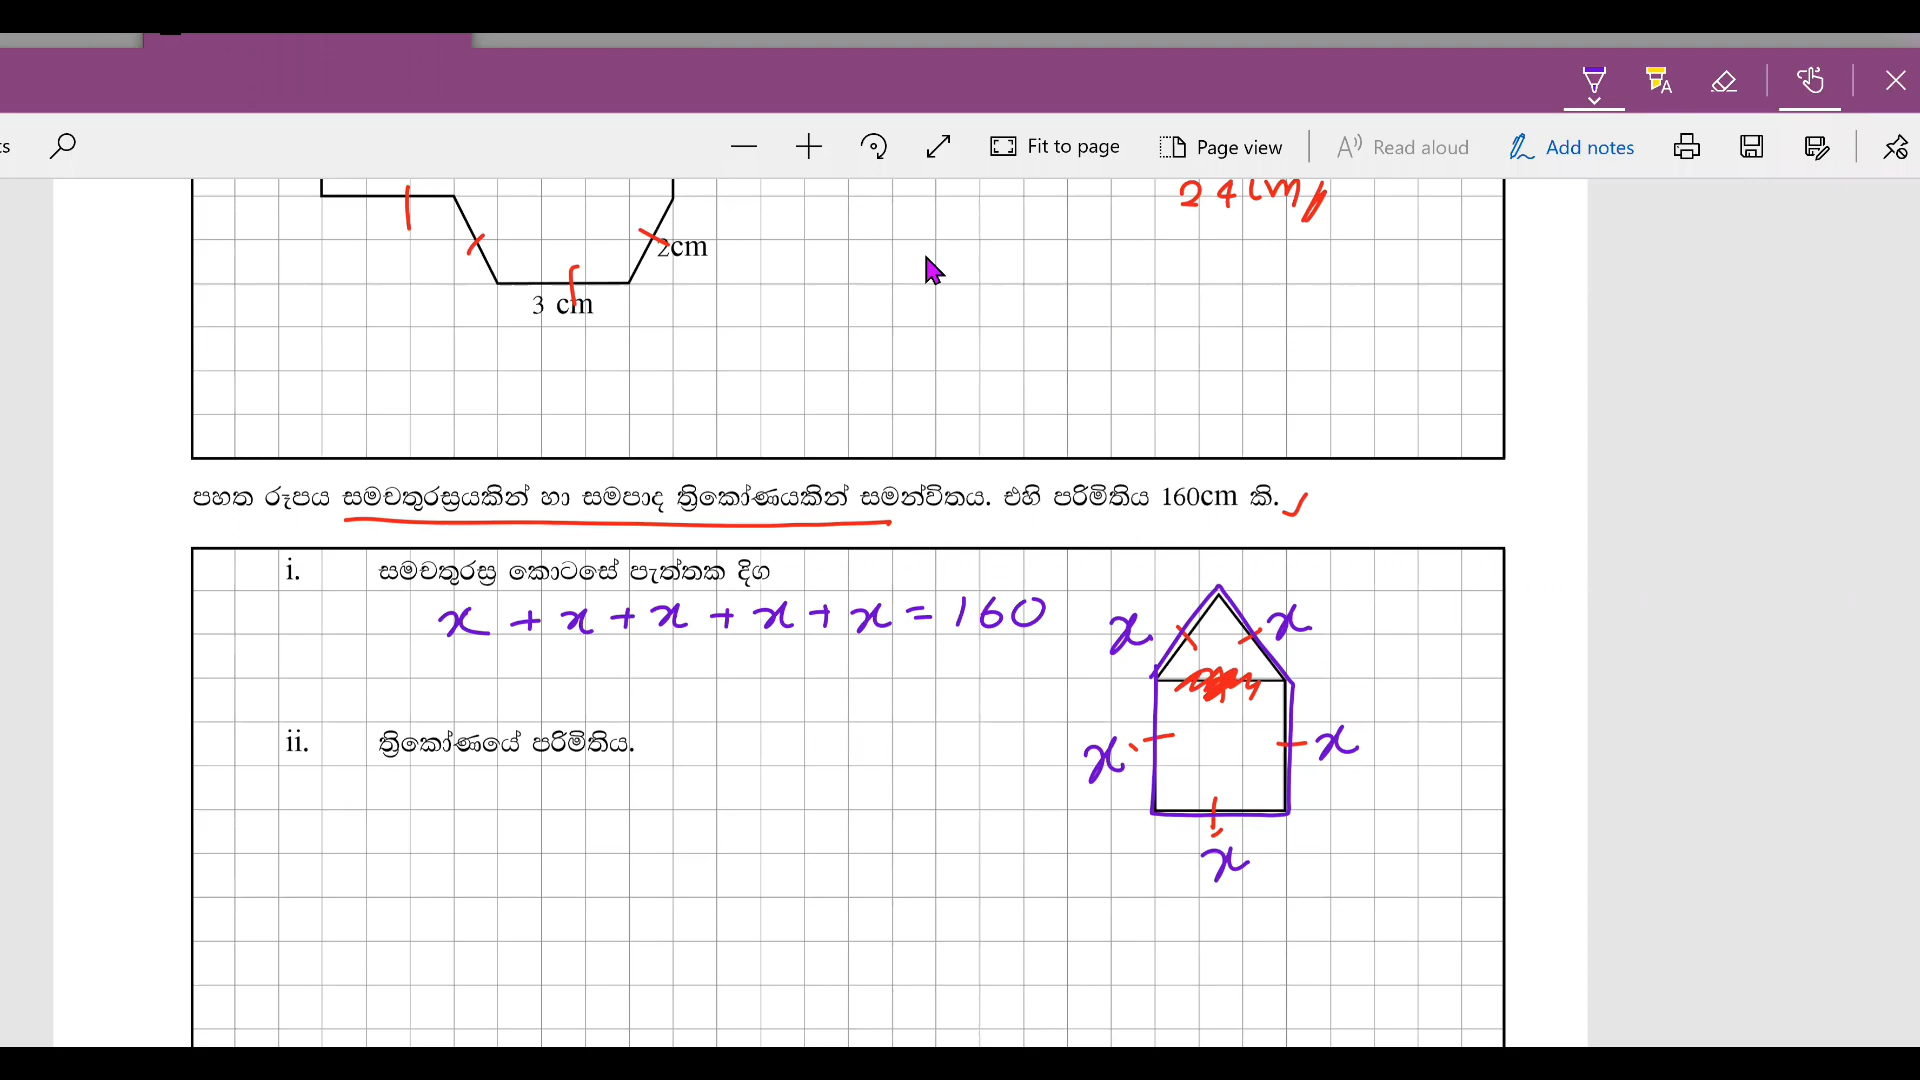 ts
Fit to page
Page view
Read aloud
Add notes
24cm
2cm
3 cm
පහත රූපය සමචතුරස්‍රයකින් හා සමපාද ත්‍රිකෝණයකින් සමන්විතය. එහි පරිමිතිය 160cm කි.
i. සමචතුරස්‍ර කොටසේ පැත්තක දිග
x + x + x + x + x = 160
x x
ii. ත්‍රිකෝණයේ පරිමිතිය.
x x
x